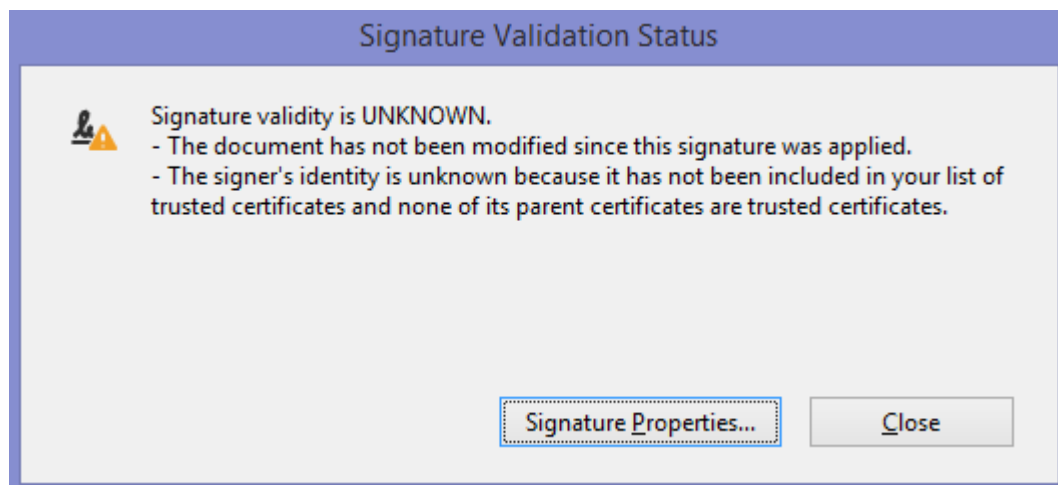 Signature Validation Status
Signature validity is UNKNOWN.
- The document has not been modified since this signature was applied.
- The signer's identity is unknown because it has not been included in your list of
trusted certificates and none of its parent certificates are trusted certificates.
Signature Properties...
Close